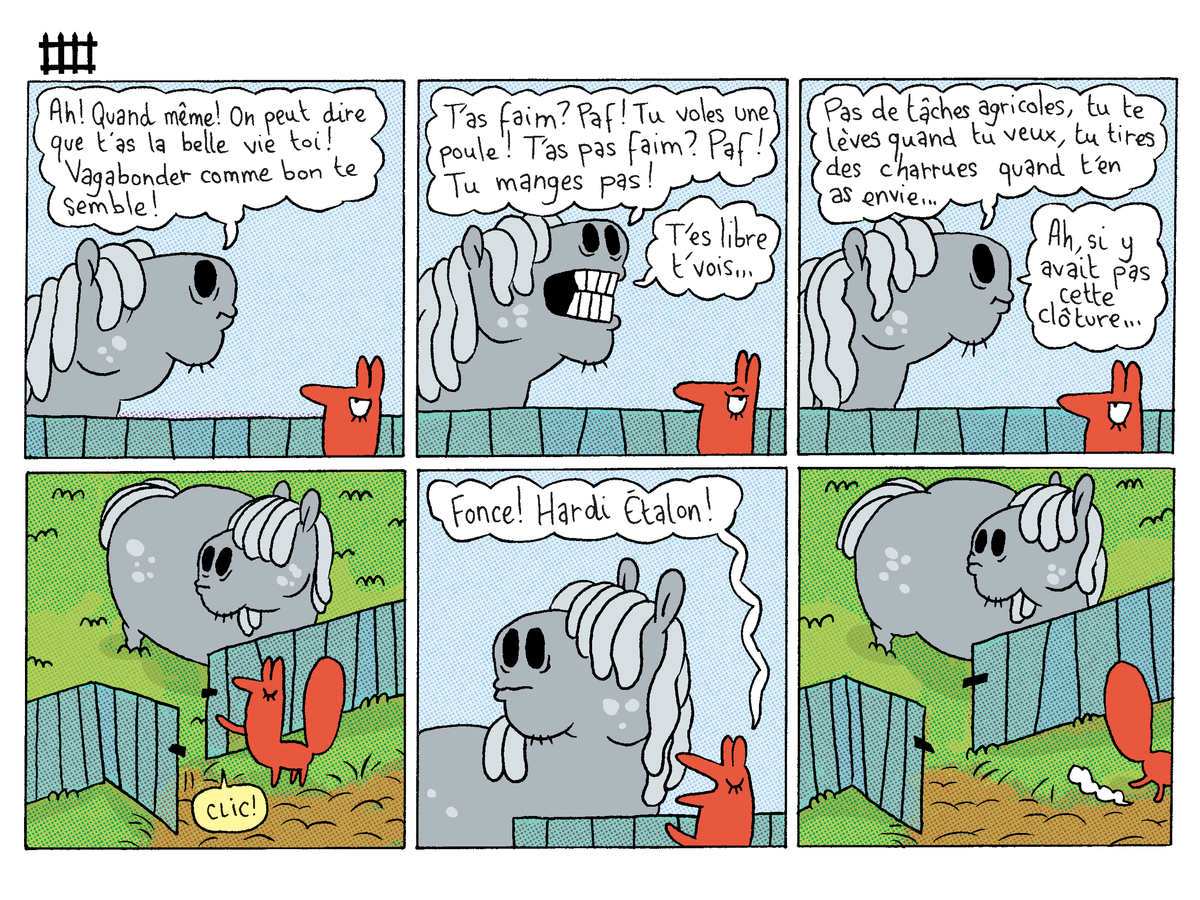 Ah! Quand même! On peut dire
que t'as la belle vie toi!
Vagabonder comme bon te
semble!
T'as faim? Paf! Tu voles une
poule! T'as pas faim? Paf!
Tu manges pas!
T'es libre
t'vois...
Pas de tâches agricoles, tu te
lèves quand tu veux, tu tires
des charrues quand t'en
as envie...
Ah, si y
avait pas
cette
clôture...
CLIC!
Fonce! Hardi Étalon!